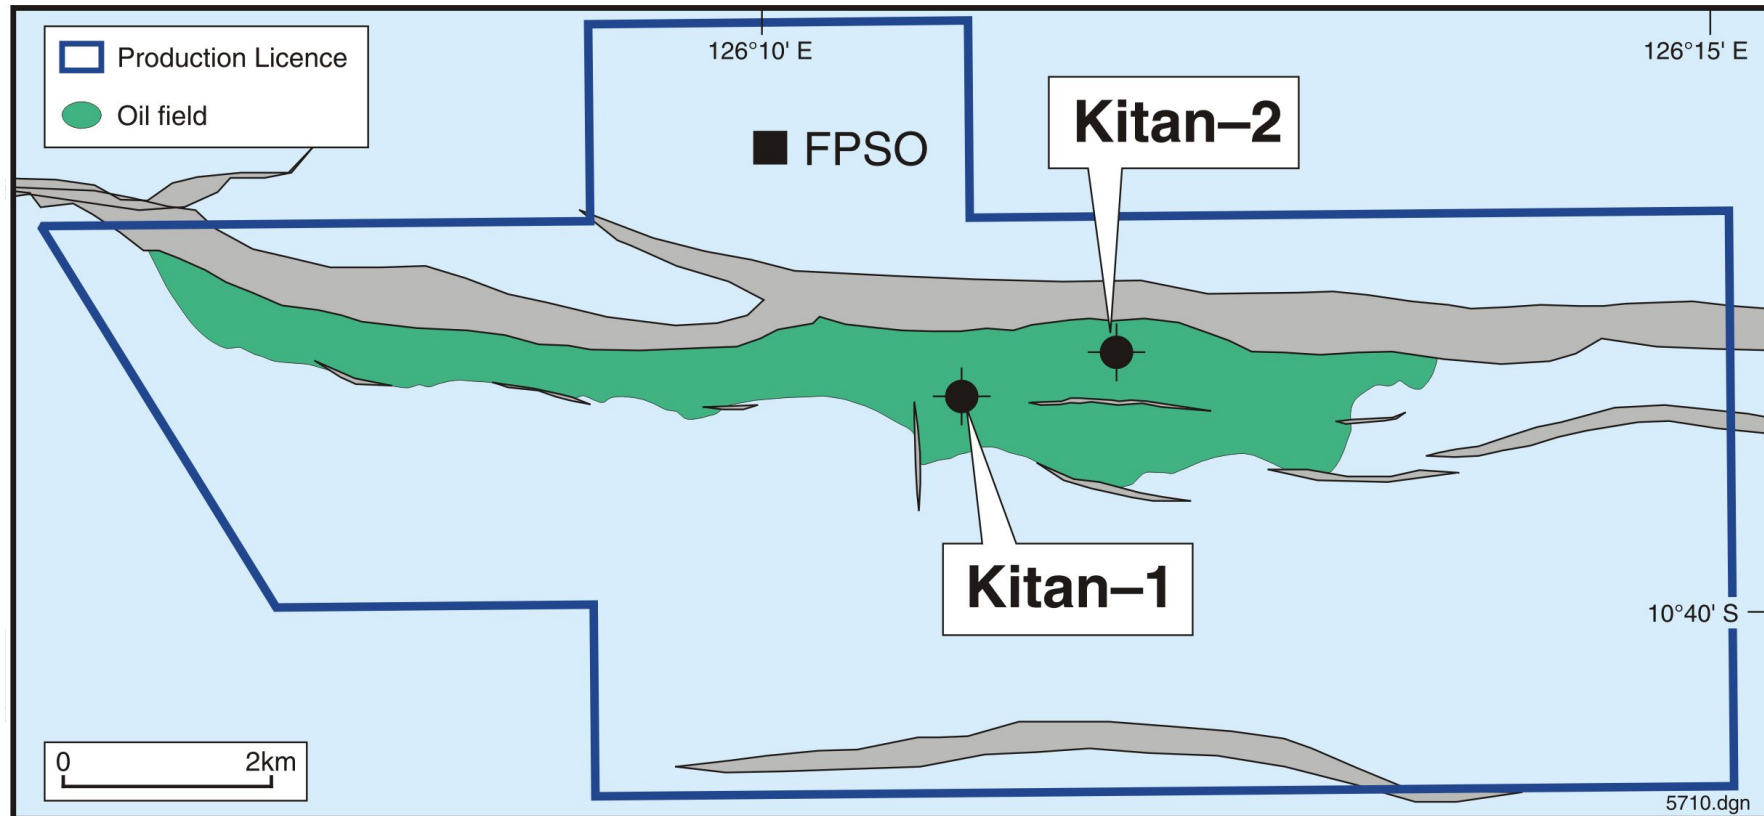 Production Licence
Oil field
126°10' E
126°15' E
FPSO
Kitan–2
Kitan–1
10°40' S
0 2km
5710.dgn